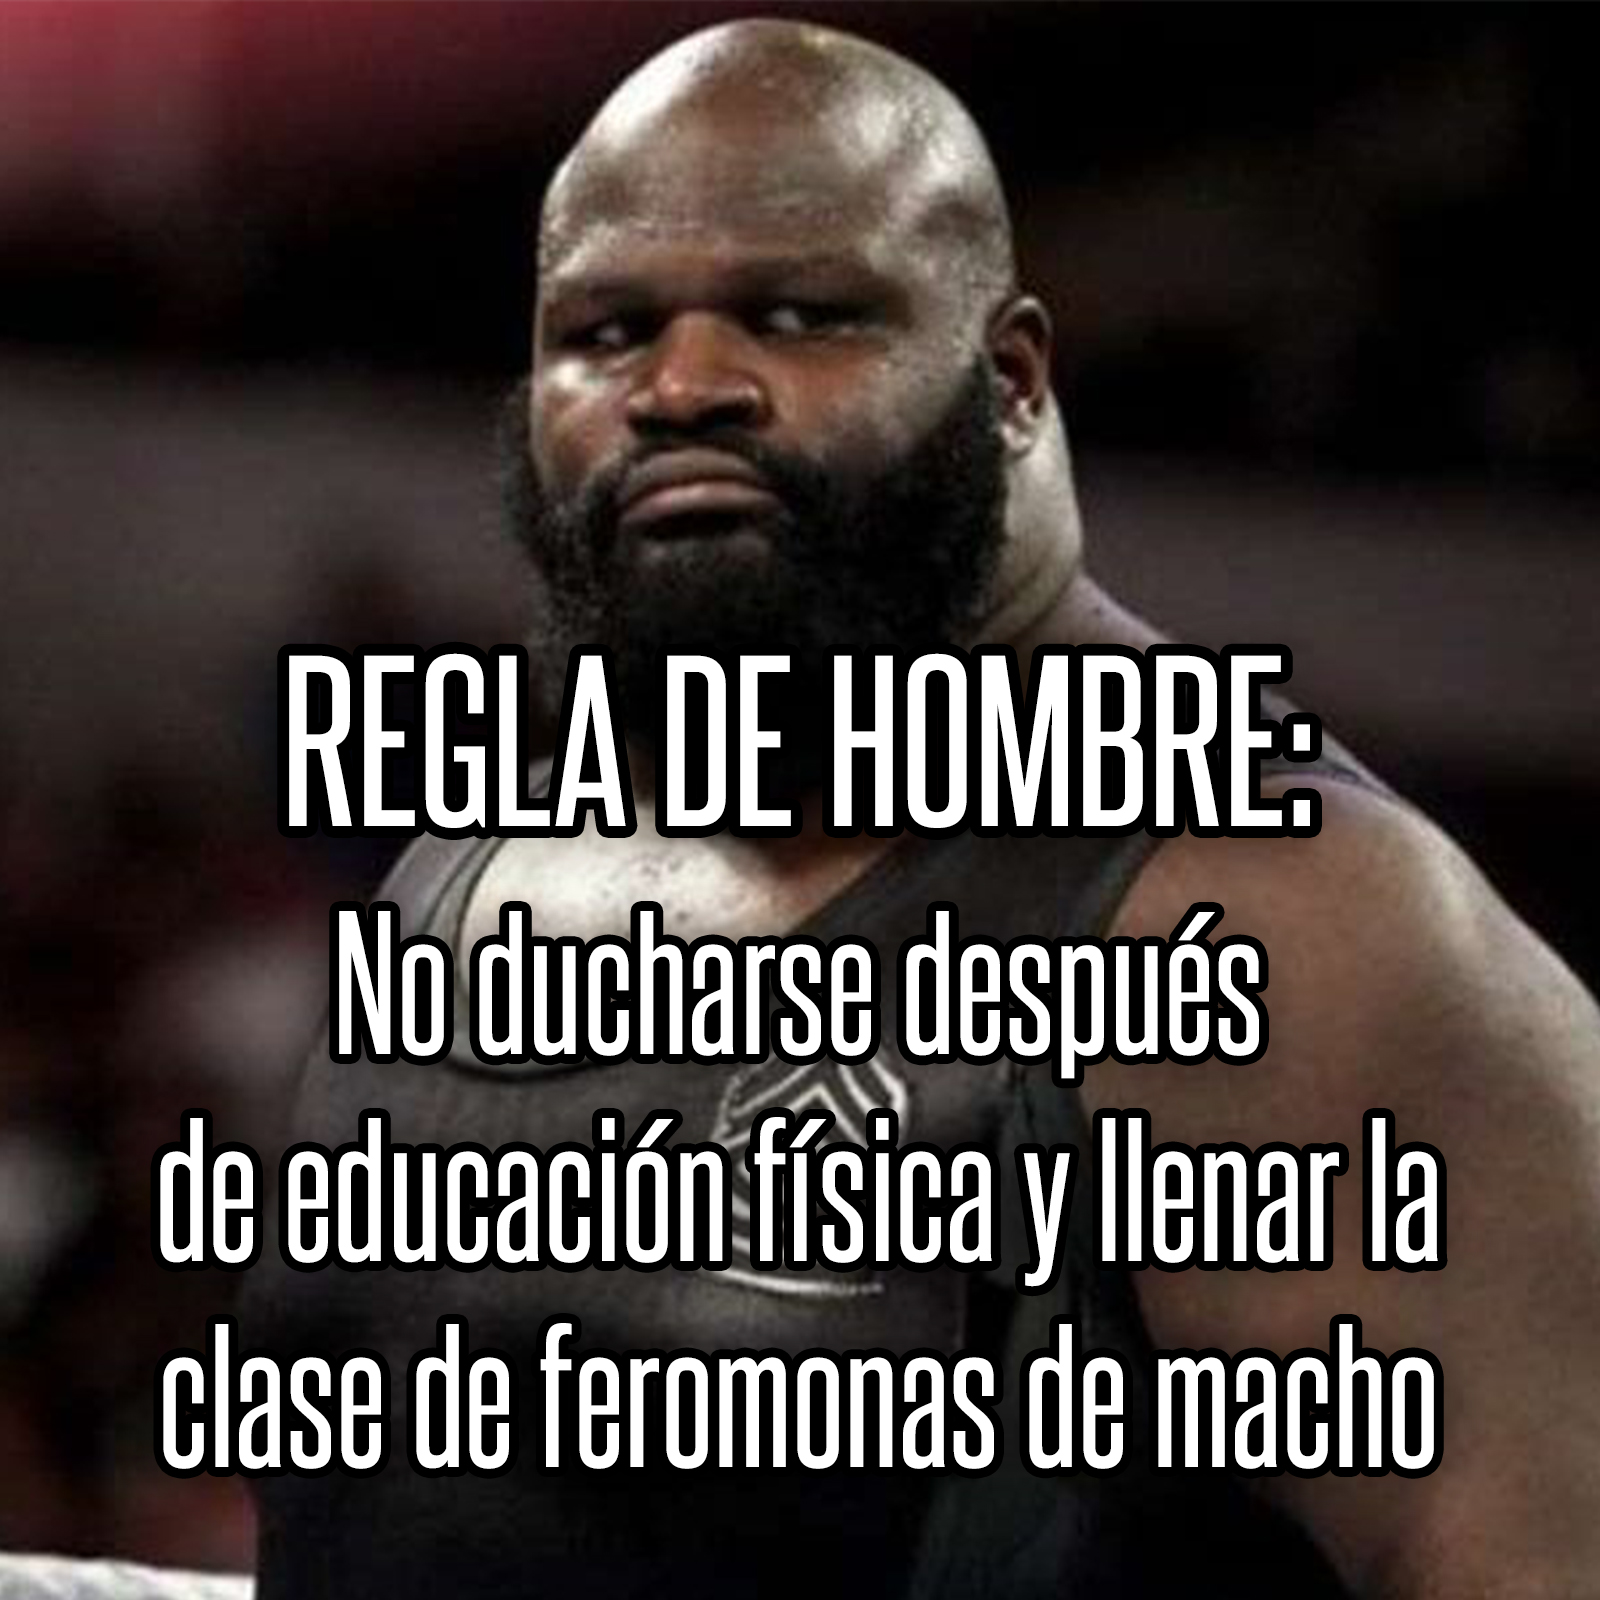 REGLA DE HOMBRE:
No ducharse después
de educación física y llenar la
clase de feromonas de macho